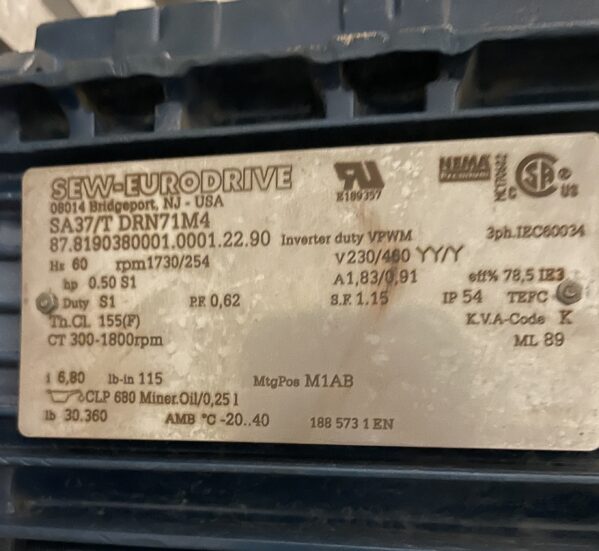 SEW-EURODRIVE
08014 Bridgeport, NJ - USA
SA37/T DRN71M4
87.8190380001.0001.22.90 Inverter duty VPWM 3ph.IEC60034
E189357
NEMA
Premium
C US
Hz 60 rpm1730/254 V230/460 YY/Y
hp 0.50 S1 A1,83/0,91 eff% 78,5 IE3
Duty S1 P.F. 0,62 S.F. 1.15 IP 54 TEFC
Th.Cl. 155(F) K.V.A-Code K
CT 300-1800rpm ML 89
i 6,80 lb-in 115 MtgPos M1AB
CLP 680 Miner.Oil/0,25 l
lb 30.360 AMB °C -20..40 188 573 1 EN